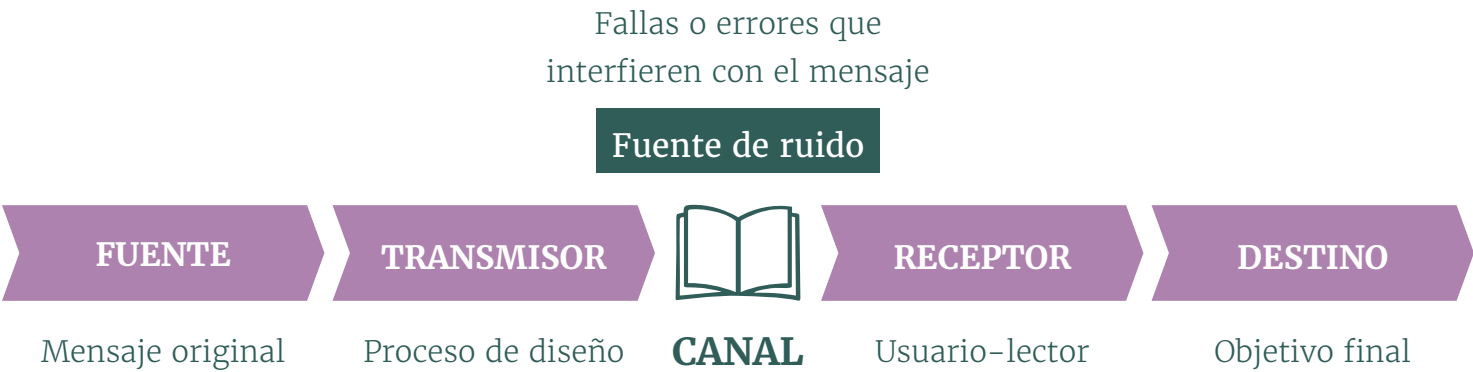 Fallas o errores que
interfieren con el mensaje
Fuente de ruido
FUENTE
TRANSMISOR
RECEPTOR
DESTINO
Mensaje original
Proceso de diseño
CANAL
Usuario-lector
Objetivo final